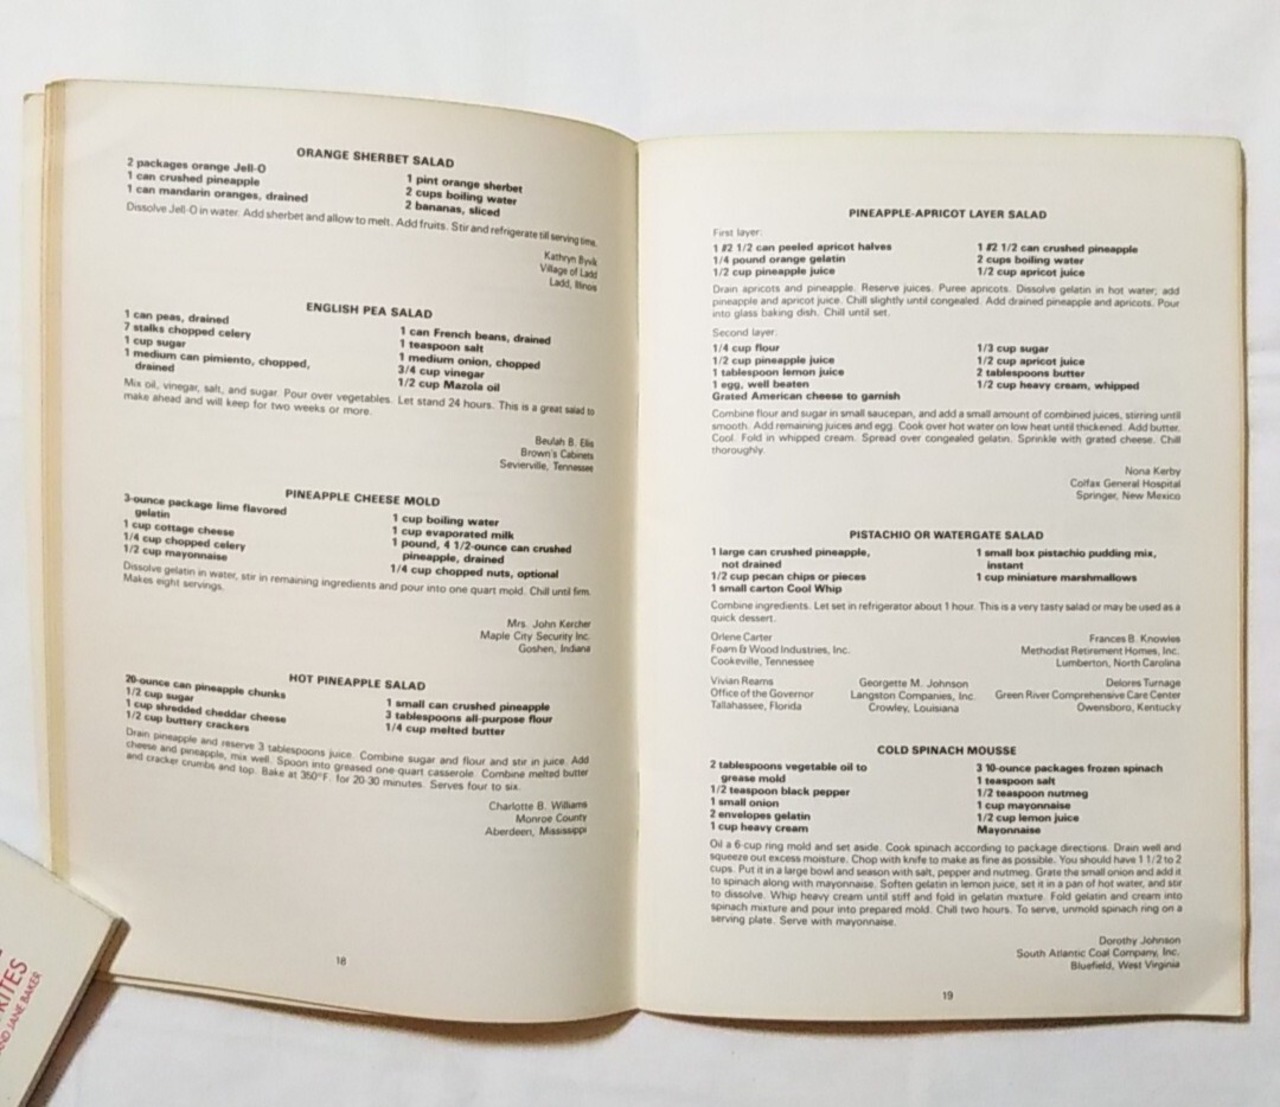 ORANGE SHERBET SALAD
2 packages orange Jell-O
1 can crushed pineapple
1 can mandarin oranges, drained
1 pint orange sherbet
2 cups boiling water
2 bananas, sliced
Dissolve Jell-O in water. Add sherbet and allow to melt. Add fruits. Stir and refrigerate till serving time.
Kathryn Byvik
Village of Ladd
Ladd, Illinois
ENGLISH PEA SALAD
1 can peas, drained
7 stalks chopped celery
1 cup sugar
1 medium can pimiento, chopped,
drained
1 can French beans, drained
1 teaspoon salt
1 medium onion, chopped
3/4 cup vinegar
1/2 cup Mazola oil
Mix oil, vinegar, salt, and sugar. Pour over vegetables. Let stand 24 hours. This is a great salad to
make ahead and will keep for two weeks or more.
Beulah B. Ellis
Brown's Cabinets
Sevierville, Tennessee
PINEAPPLE CHEESE MOLD
3-ounce package lime flavored
gelatin
1 cup cottage cheese
1/4 cup chopped celery
1/2 cup mayonnaise
1 cup boiling water
1 cup evaporated milk
1 pound, 4 1/2-ounce can crushed
pineapple, drained
1/4 cup chopped nuts, optional
Dissolve gelatin in water, stir in remaining ingredients and pour into one quart mold. Chill until firm.
Makes eight servings.
Mrs. John Kercher
Maple City Security Inc.
Goshen, Indiana
HOT PINEAPPLE SALAD
20-ounce can pineapple chunks
1/2 cup sugar
1 cup shredded cheddar cheese
1/2 cup buttery crackers
1 small can crushed pineapple
3 tablespoons all-purpose flour
1/4 cup melted butter
Drain pineapple and reserve 3 tablespoons juice. Combine sugar and flour and stir in juice. Add
cheese and pineapple, mix well. Spoon into greased one-quart casserole. Combine melted butter
and cracker crumbs and top. Bake at 350°F. for 20-30 minutes. Serves four to six.
Charlotte B. Williams
Monroe County
Aberdeen, Mississippi
18
PINEAPPLE-APRICOT LAYER SALAD
First layer:
1 #2 1/2 can peeled apricot halves
1/4 pound orange gelatin
1/2 cup pineapple juice
1 #2 1/2 can crushed pineapple
2 cups boiling water
1/2 cup apricot juice
Drain apricots and pineapple. Reserve juices. Puree apricots. Dissolve gelatin in hot water; add
pineapple and apricot juice. Chill slightly until congealed. Add drained pineapple and apricots. Pour
into glass baking dish. Chill until set.
Second layer:
1/4 cup flour
1/2 cup pineapple juice
1 tablespoon lemon juice
1 egg, well beaten
Grated American cheese to garnish
1/3 cup sugar
1/2 cup apricot juice
2 tablespoons butter
1/2 cup heavy cream, whipped
Combine flour and sugar in small saucepan, and add a small amount of combined juices, stirring until
smooth. Add remaining juices and egg. Cook over hot water on low heat until thickened. Add butter.
Cool. Fold in whipped cream. Spread over congealed gelatin. Sprinkle with grated cheese. Chill
thoroughly.
Nona Kerby
Colfax General Hospital
Springer, New Mexico
PISTACHIO OR WATERGATE SALAD
1 large can crushed pineapple,
not drained
1/2 cup pecan chips or pieces
1 small carton Cool Whip
1 small box pistachio pudding mix,
instant
1 cup miniature marshmallows
Combine ingredients. Let set in refrigerator about 1 hour. This is a very tasty salad or may be used as a
quick dessert.
Orlene Carter
Foam & Wood Industries, Inc.
Cookeville, Tennessee
Frances B. Knowles
Methodist Retirement Homes, Inc.
Lumberton, North Carolina
Vivian Reams
Office of the Governor
Tallahassee, Florida
Georgette M. Johnson
Langston Companies, Inc.
Crowley, Louisiana
Delores Turnage
Green River Comprehensive Care Center
Owensboro, Kentucky
COLD SPINACH MOUSSE
2 tablespoons vegetable oil to
grease mold
1/2 teaspoon black pepper
1 small onion
2 envelopes gelatin
1 cup heavy cream
3 10-ounce packages frozen spinach
1 teaspoon salt
1/2 teaspoon nutmeg
1 cup mayonnaise
1/2 cup lemon juice
Mayonnaise
Oil a 6-cup ring mold and set aside. Cook spinach according to package directions. Drain well and
squeeze out excess moisture. Chop with knife to make as fine as possible. You should have 1 1/2 to 2
cups. Put it in a large bowl and season with salt, pepper and nutmeg. Grate the small onion and add it
to spinach along with mayonnaise. Soften gelatin in lemon juice, set it in a pan of hot water, and stir
to dissolve. Whip heavy cream until stiff and fold in gelatin mixture. Fold gelatin and cream into
spinach mixture and pour into prepared mold. Chill two hours. To serve, unmold spinach ring on a
serving plate. Serve with mayonnaise.
Dorothy Johnson
South Atlantic Coal Company, Inc.
Bluefield, West Virginia
19
RITES
AND JANE BAKER